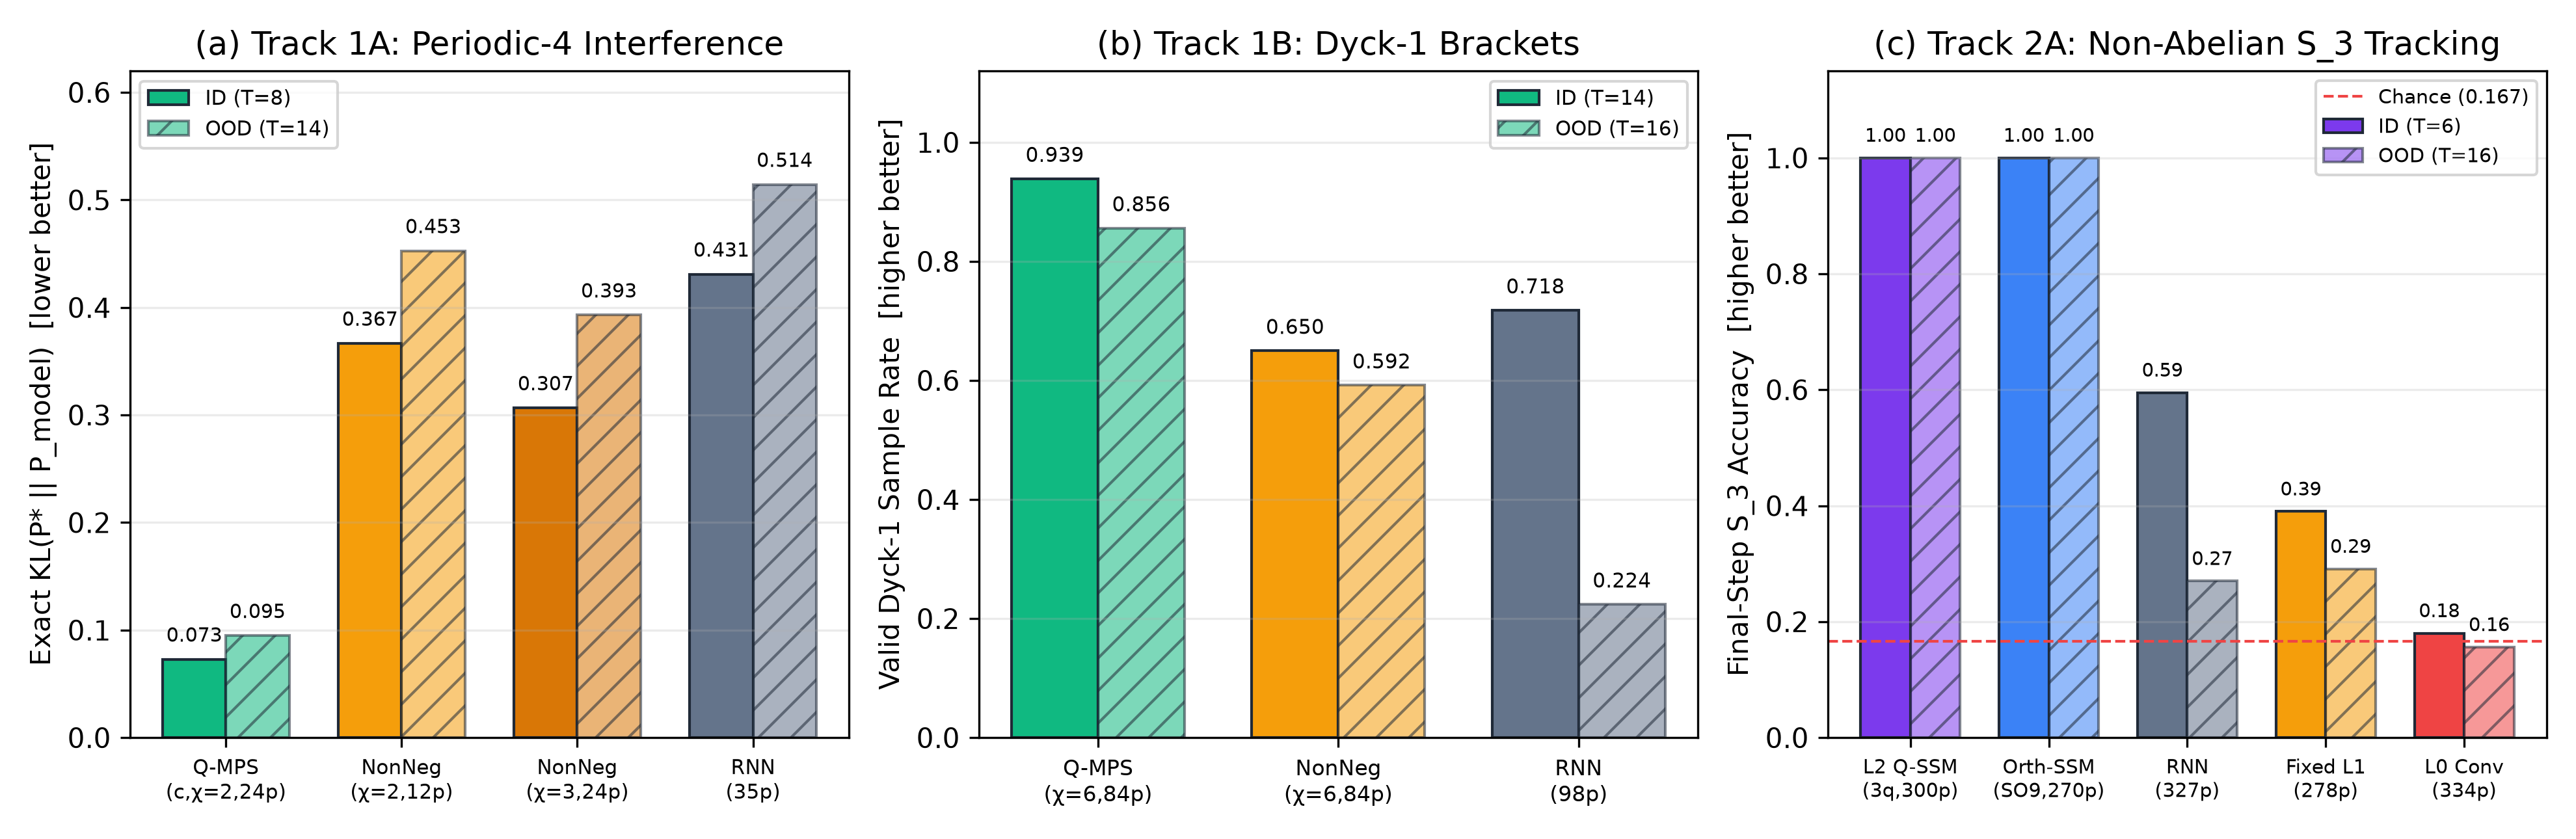 (a) Track 1A: Periodic-4 Interference
Exact KL(P* || P_model)  [lower better]
0.6
0.5
0.4
0.3
0.2
0.1
0.0
ID (T=8)
OOD (T=14)
0.073
0.095
0.367
0.453
0.307
0.393
0.431
0.514
Q-MPS
(c,χ=2,24p)
NonNeg
(χ=2,12p)
NonNeg
(χ=3,24p)
RNN
(35p)
(b) Track 1B: Dyck-1 Brackets
Valid Dyck-1 Sample Rate  [higher better]
1.0
0.8
0.6
0.4
0.2
0.0
ID (T=14)
OOD (T=16)
0.939
0.856
0.650
0.592
0.718
0.224
Q-MPS
(χ=6,84p)
NonNeg
(χ=6,84p)
RNN
(98p)
(c) Track 2A: Non-Abelian S_3 Tracking
Final-Step S_3 Accuracy  [higher better]
1.0
0.8
0.6
0.4
0.2
0.0
Chance (0.167)
ID (T=6)
OOD (T=16)
1.00
1.00
1.00
1.00
0.59
0.27
0.39
0.29
0.18
0.16
L2 Q-SSM
(3q,300p)
Orth-SSM
(SO9,270p)
RNN
(327p)
Fixed L1
(278p)
L0 Conv
(334p)